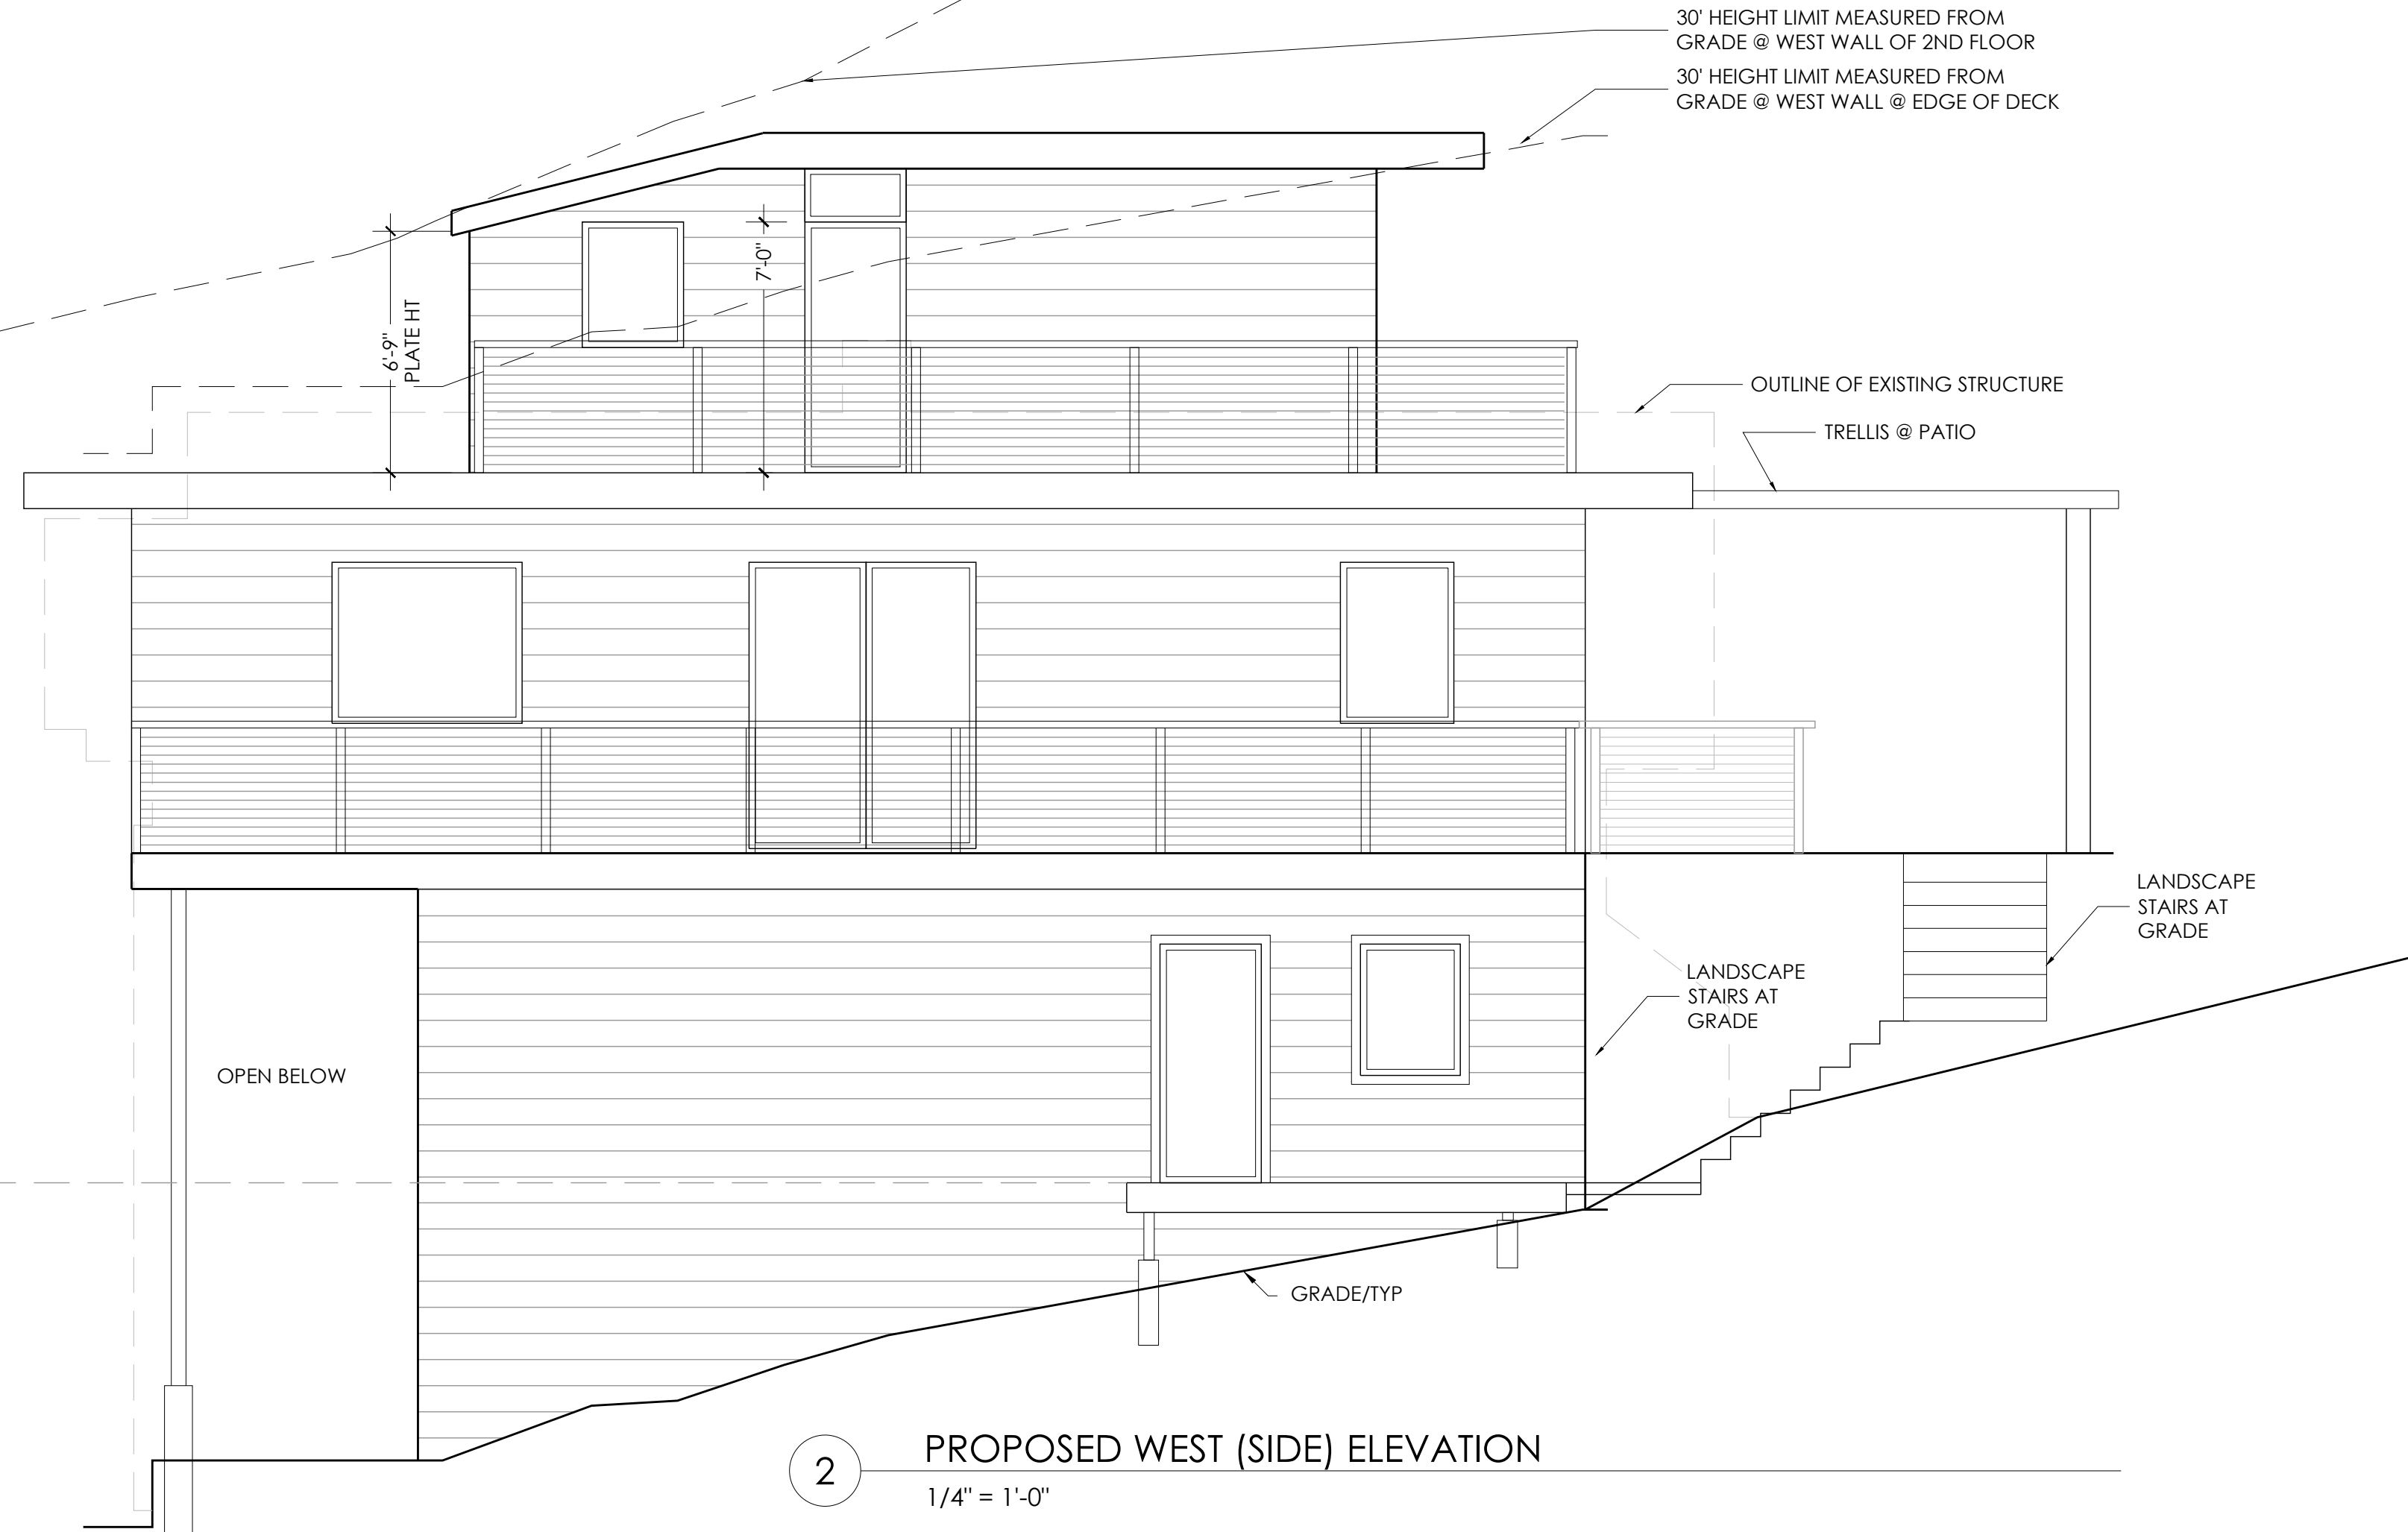 30' HEIGHT LIMIT MEASURED FROM
GRADE @ WEST WALL OF 2ND FLOOR
30' HEIGHT LIMIT MEASURED FROM
GRADE @ WEST WALL @ EDGE OF DECK
7'-0"
6'-9"
PLATE HT
OUTLINE OF EXISTING STRUCTURE
TRELLIS @ PATIO
LANDSCAPE
STAIRS AT
GRADE
LANDSCAPE
STAIRS AT
GRADE
OPEN BELOW
GRADE/TYP
2
PROPOSED WEST (SIDE) ELEVATION
1/4" = 1'-0"